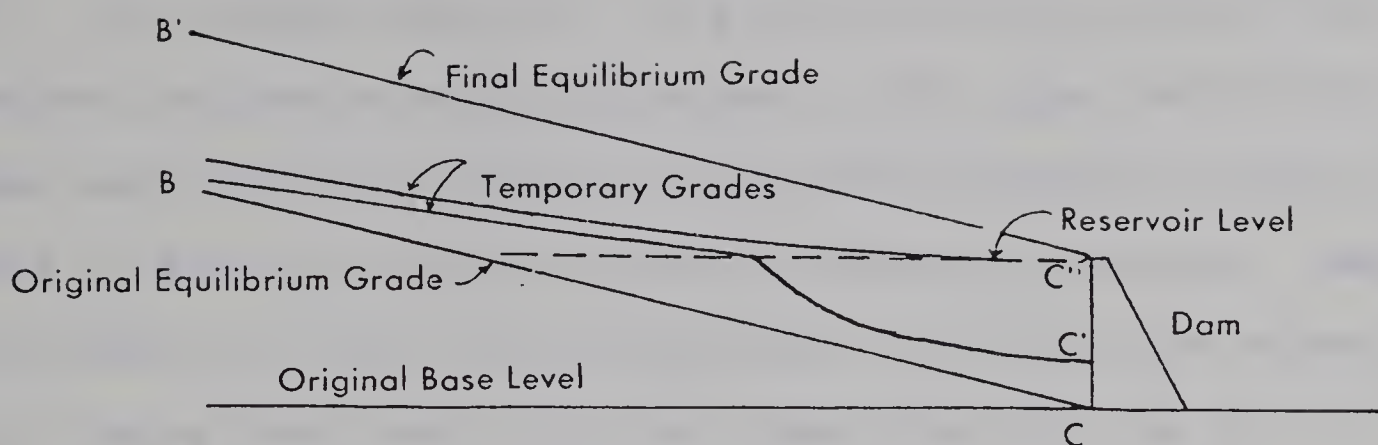 B'
Final Equilibrium Grade
B
Temporary Grades
Reservoir Level
Original Equilibrium Grade
C''
Dam
C'
Original Base Level
C